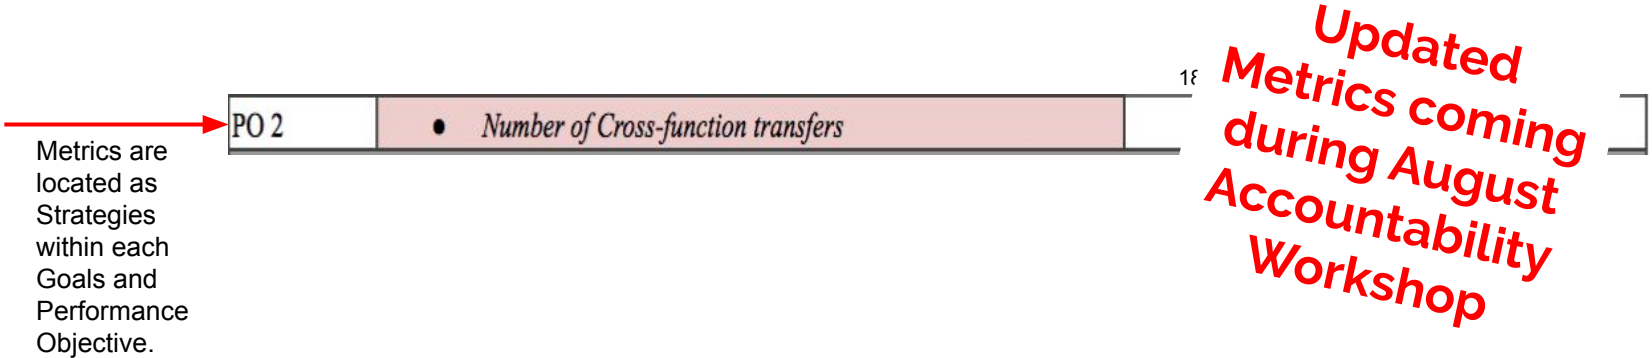 PO 2
● Number of Cross-function transfers
Metrics are
located as
Strategies
within each
Goals and
Performance
Objective.
Updated
Metrics coming
during August
Accountability
Workshop